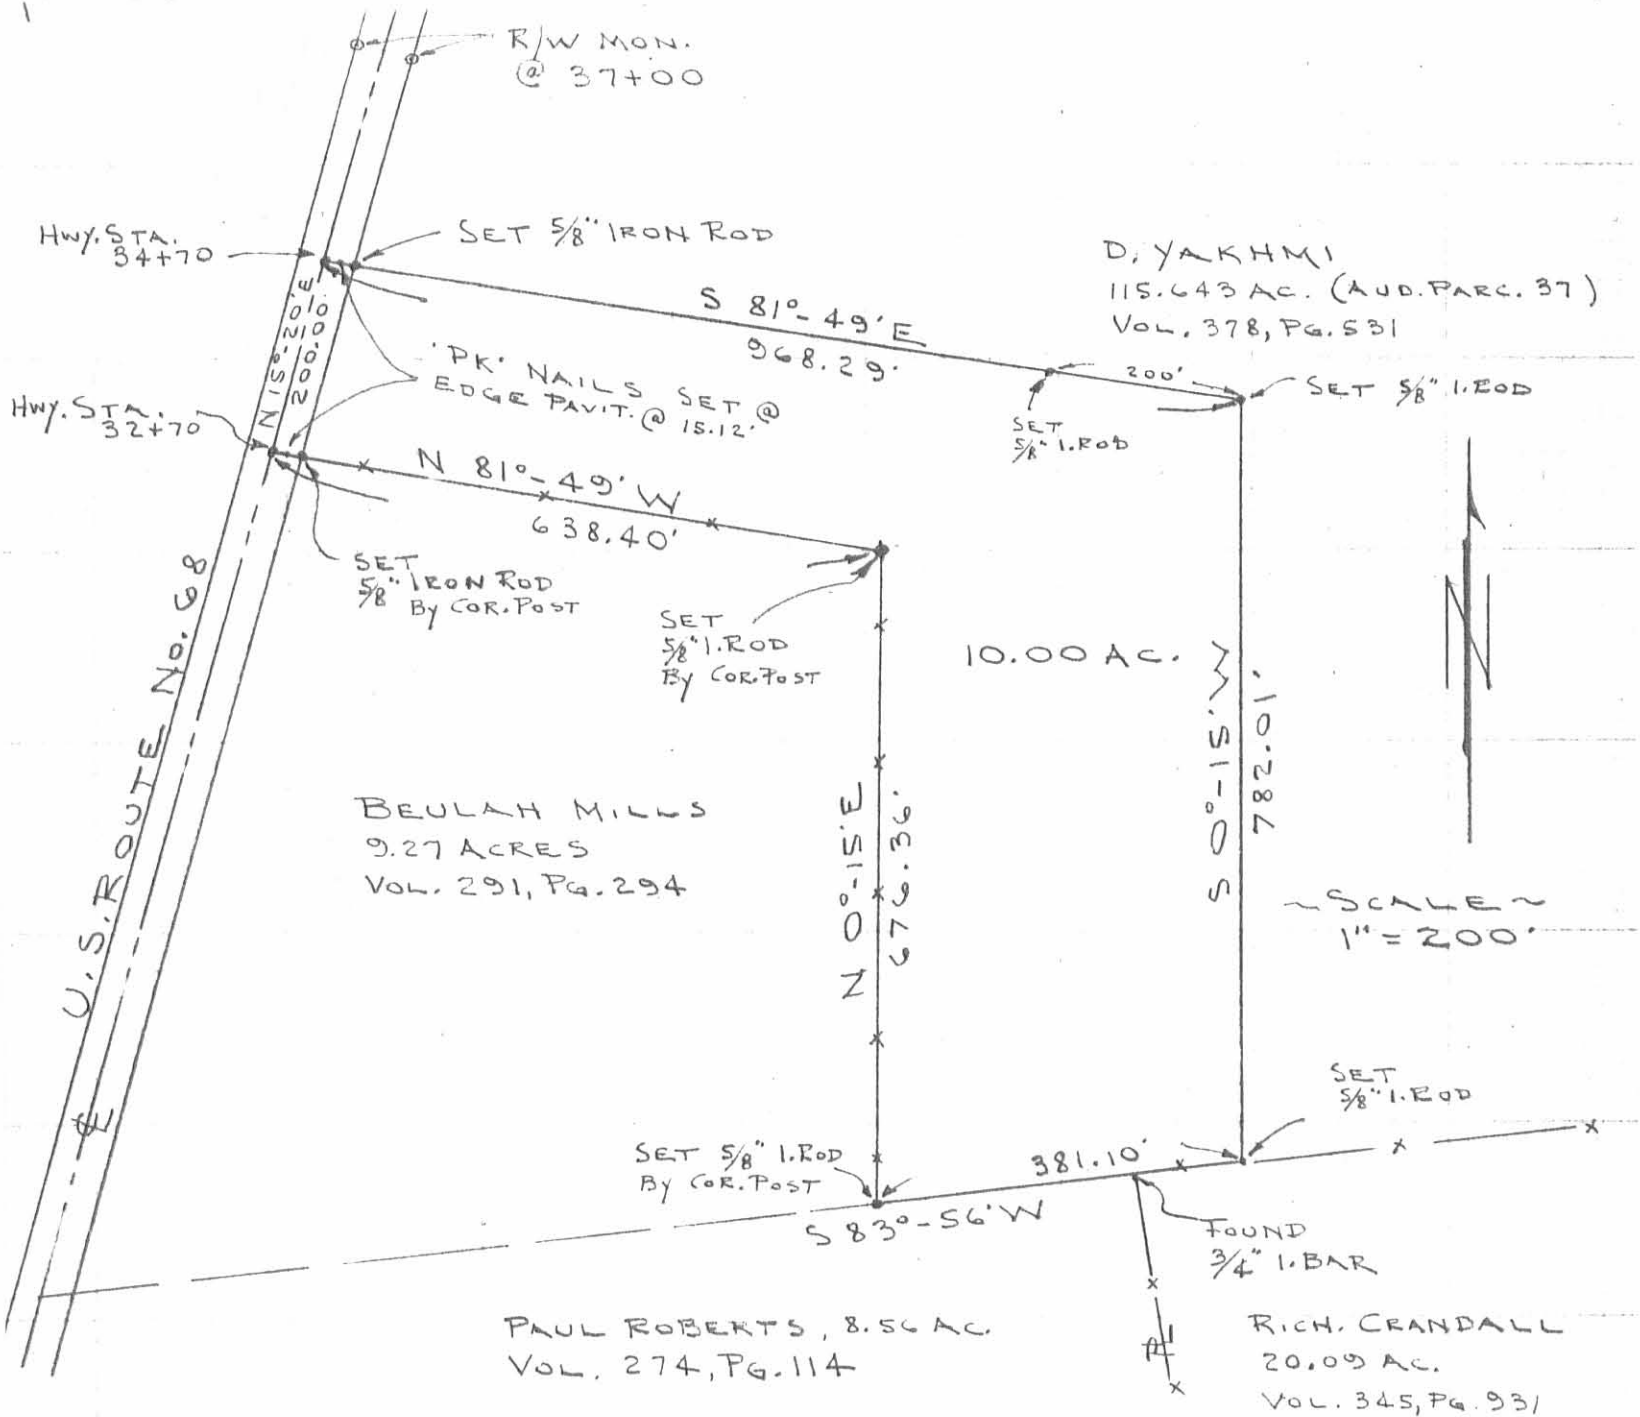 R/W MON.
@ 37+00
HWY. STA.
34+70
SET 5/8" IRON ROD
D. YAKHMI
115.643 AC. (AUD. PARC. 37)
VOL. 378, PG. 531
S 81°-49' E
968.29'
200'
SET 5/8" I. ROD
SET
5/8" I. ROD
N 15°-20' E
200.00'
'PK' NAILS SET @
EDGE PAV'T. @ 15.12'
HWY. STA.
32+70
N 81°-49' W
638.40'
SET
5/8" IRON ROD
By COR. POST
SET
5/8" I. ROD
By COR. POST
10.00 AC.
S 0°-15' W
782.01'
N
U.S. ROUTE No. 68
BEULAH MILLS
9.27 ACRES
VOL. 291, PG. 294
N 0°-15' E
676.36'
~ SCALE ~
1" = 200'
℄
SET
5/8" I. ROD
SET 5/8" I. ROD
By COR. POST
381.10'
S 83°-56' W
FOUND
3/4" I. BAR
PAUL ROBERTS, 8.56 AC.
VOL. 274, PG. 114
PL
RICH. CRANDALL
20.09 AC.
VOL. 345, PG. 931